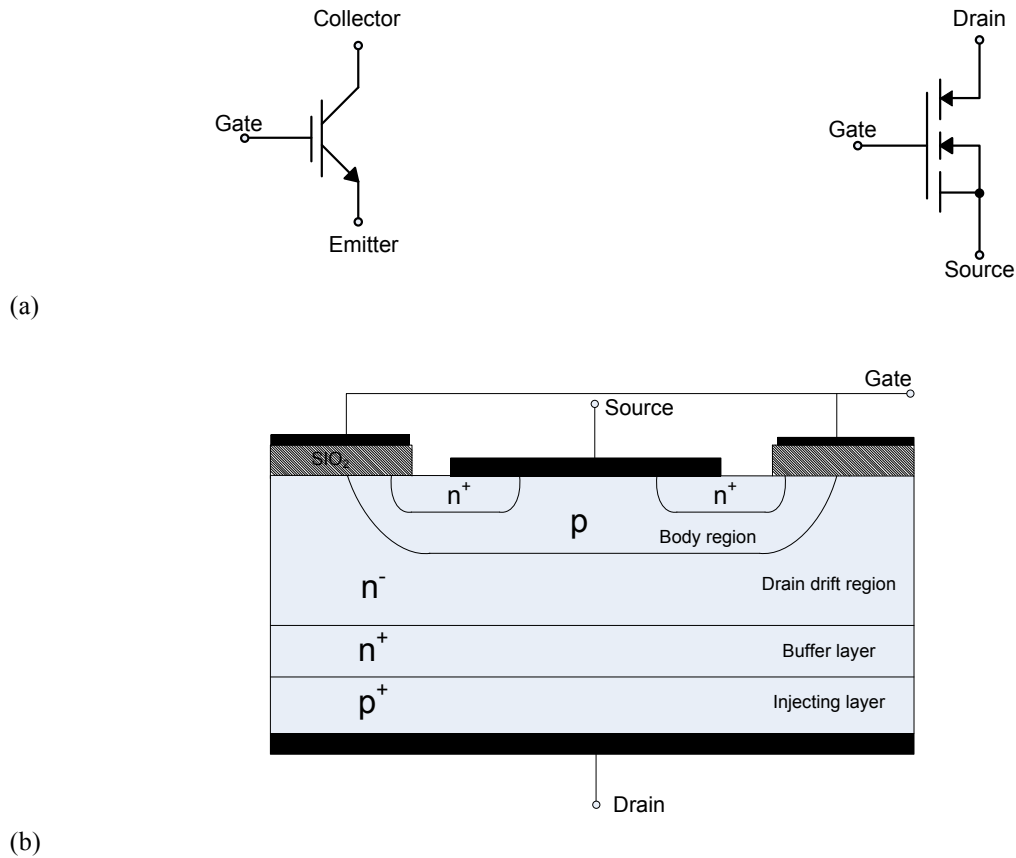 Collector
Drain
Gate
Gate
Emitter
Source
(a)
Gate
Source
SIO₂
n⁺
n⁺
p
Body region
n⁻
Drain drift region
n⁺
Buffer layer
p⁺
Injecting layer
Drain
(b)